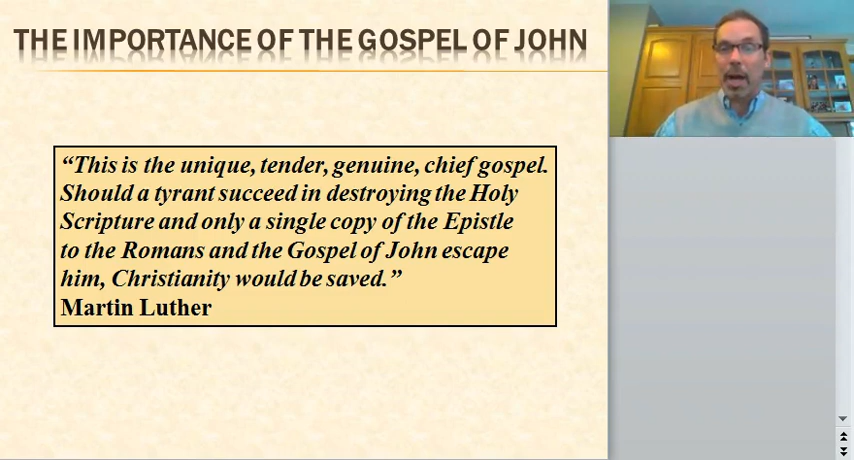 THE IMPORTANCE OF THE GOSPEL OF JOHN
“This is the unique, tender, genuine, chief gospel.
Should a tyrant succeed in destroying the Holy
Scripture and only a single copy of the Epistle
to the Romans and the Gospel of John escape
him, Christianity would be saved.”
Martin Luther